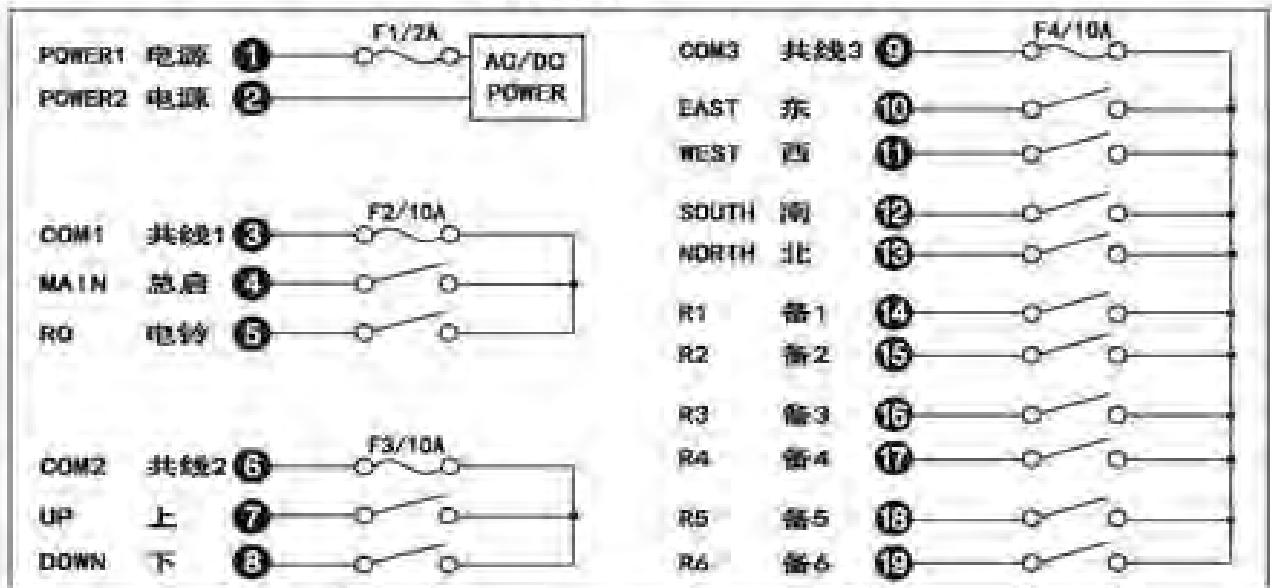 F1/2A
POWER1 电源 1
AC/DC
POWER2 电源 2
POWER
F2/10A
COM1 共线1 3
MAIN 总启 4
RO 电铃 5
F3/10A
COM2 共线2 6
UP 上 7
DOWN 下 8
F4/10A
COM3 共线3 9
EAST 东 10
WEST 西 11
SOUTH 南 12
NORTH 北 13
R1 备1 14
R2 备2 15
R3 备3 16
R4 备4 17
R5 备5 18
R6 备6 19